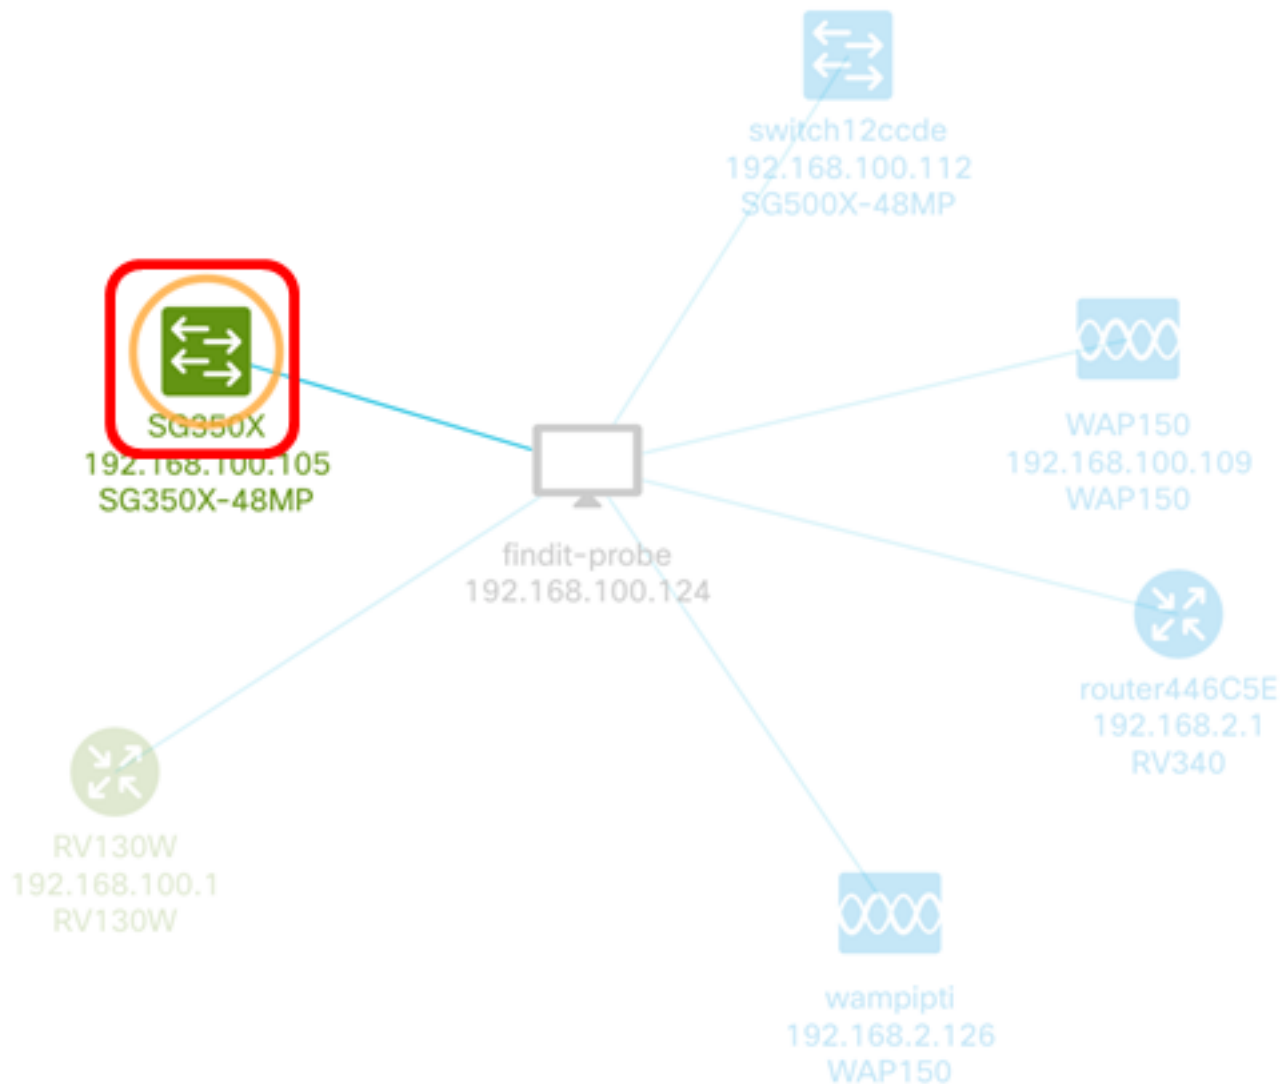 switch12ccde
192.168.100.112
SG500X-48MP
SG350X
192.168.100.105
SG350X-48MP
WAP150
192.168.100.109
WAP150
findit-probe
192.168.100.124
router446C5E
192.168.2.1
RV340
RV130W
192.168.100.1
RV130W
wampipti
192.168.2.126
WAP150